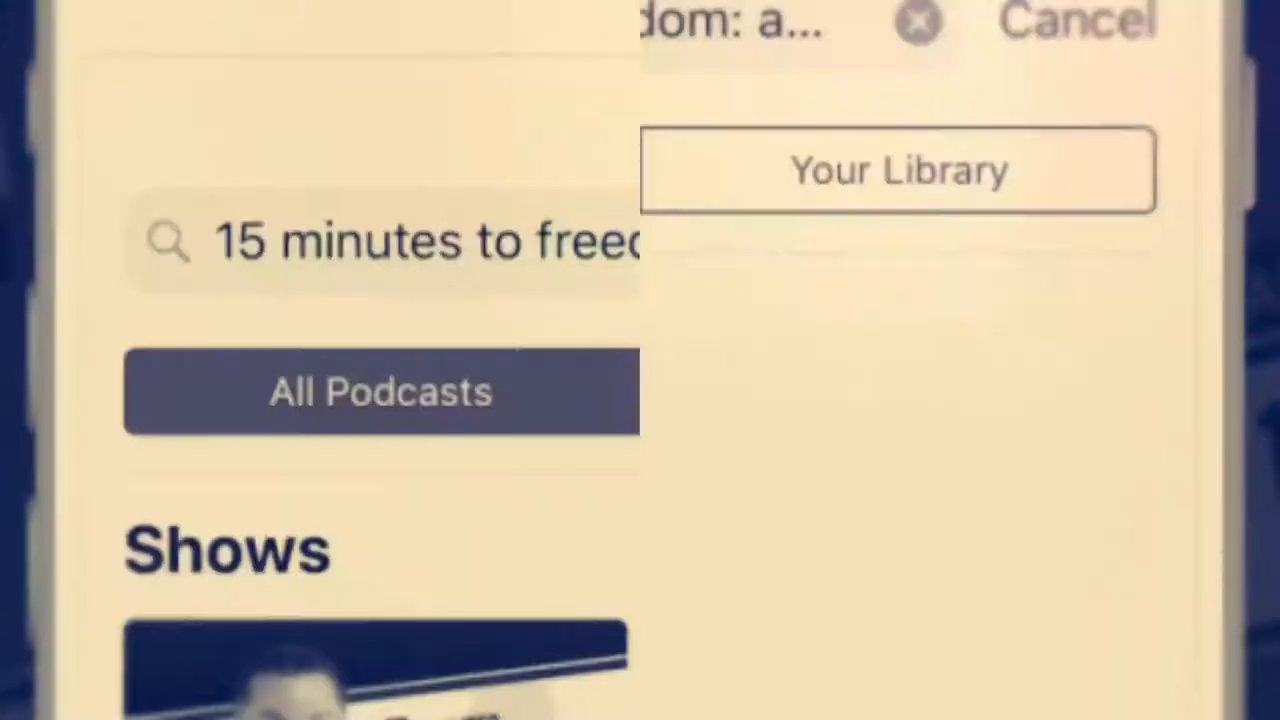 15 minutes to freed
dom: a...
Cancel
All Podcasts
Your Library
Shows